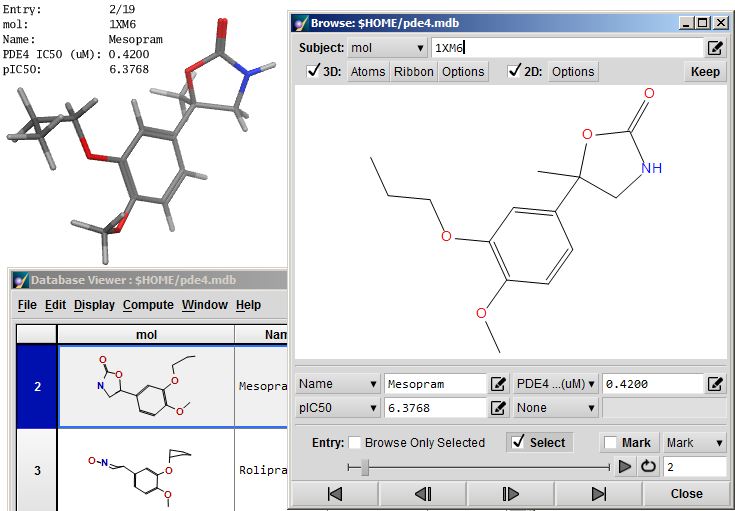 Entry: 2/19
mol: 1XM6
Name: Mesopram
PDE4 IC50 (uM): 0.4200
pIC50: 6.3768
Browse: $HOME/pde4.mdb
Subject: mol 1XM6
3D: Atoms Ribbon Options 2D: Options Keep
O
O
NH
O
O
Name Mesopram PDE4 ...(uM) 0.4200
pIC50 6.3768 None
Entry: Browse Only Selected Select Mark Mark
2
Close
Database Viewer : $HOME/pde4.mdb
File Edit Display Compute Window Help
mol Nam
2 O O N O O Mesopra
3 O N O O Rolipra